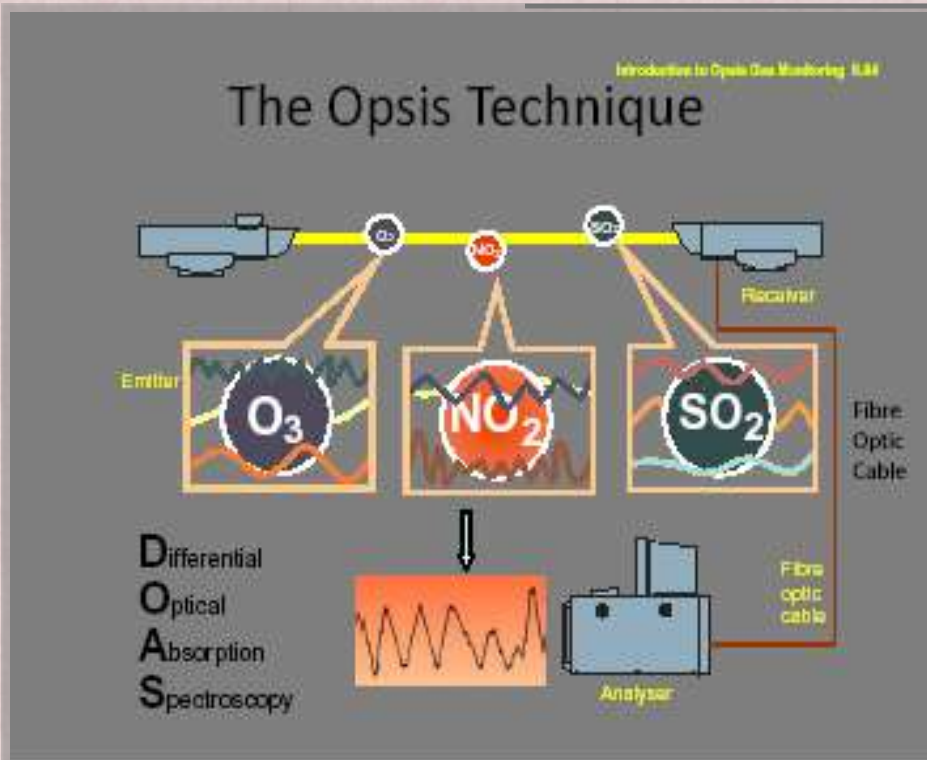 Introduction to Opsis Gas Monitoring
The Opsis Technique
O3
NO2
SO2
Receiver
Emitter
O3
NO2
SO2
Fibre
Optic
Cable
Differential
Optical
Absorption
Spectroscopy
Fibre
optic
cable
Analyser